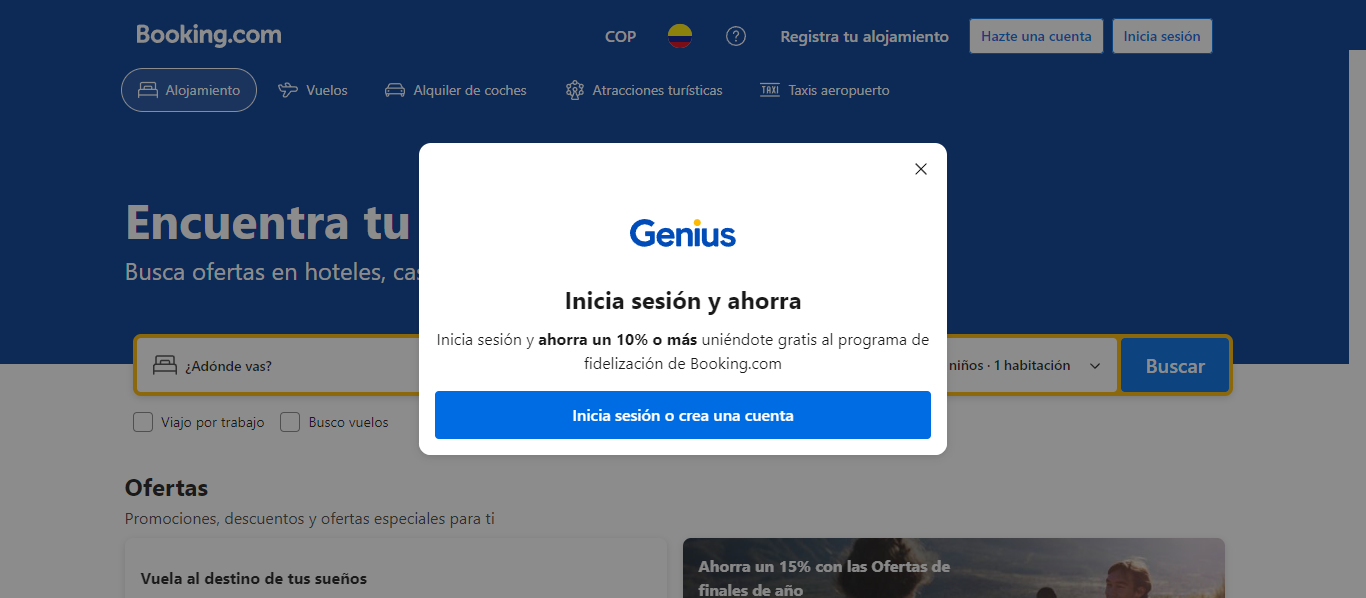 Booking.com
COP
Registra tu alojamiento
Hazte una cuenta
Inicia sesión
Alojamiento
Vuelos
Alquiler de coches
Atracciones turísticas
TAXI
Taxis aeropuerto
Encuentra tu
Busca ofertas en hoteles,
Genius
Inicia sesión y ahorra
Inicia sesión y ahorra un 10% o más uniéndote gratis al programa de
fidelización de Booking.com
Inicia sesión o crea una cuenta
¿Adónde vas?
niños · 1 habitación
Buscar
Viajo por trabajo
Busco vuelos
Ofertas
Promociones, descuentos y ofertas especiales para ti
Vuela al destino de tus sueños
Ahorra un 15% con las Ofertas de
finales de año